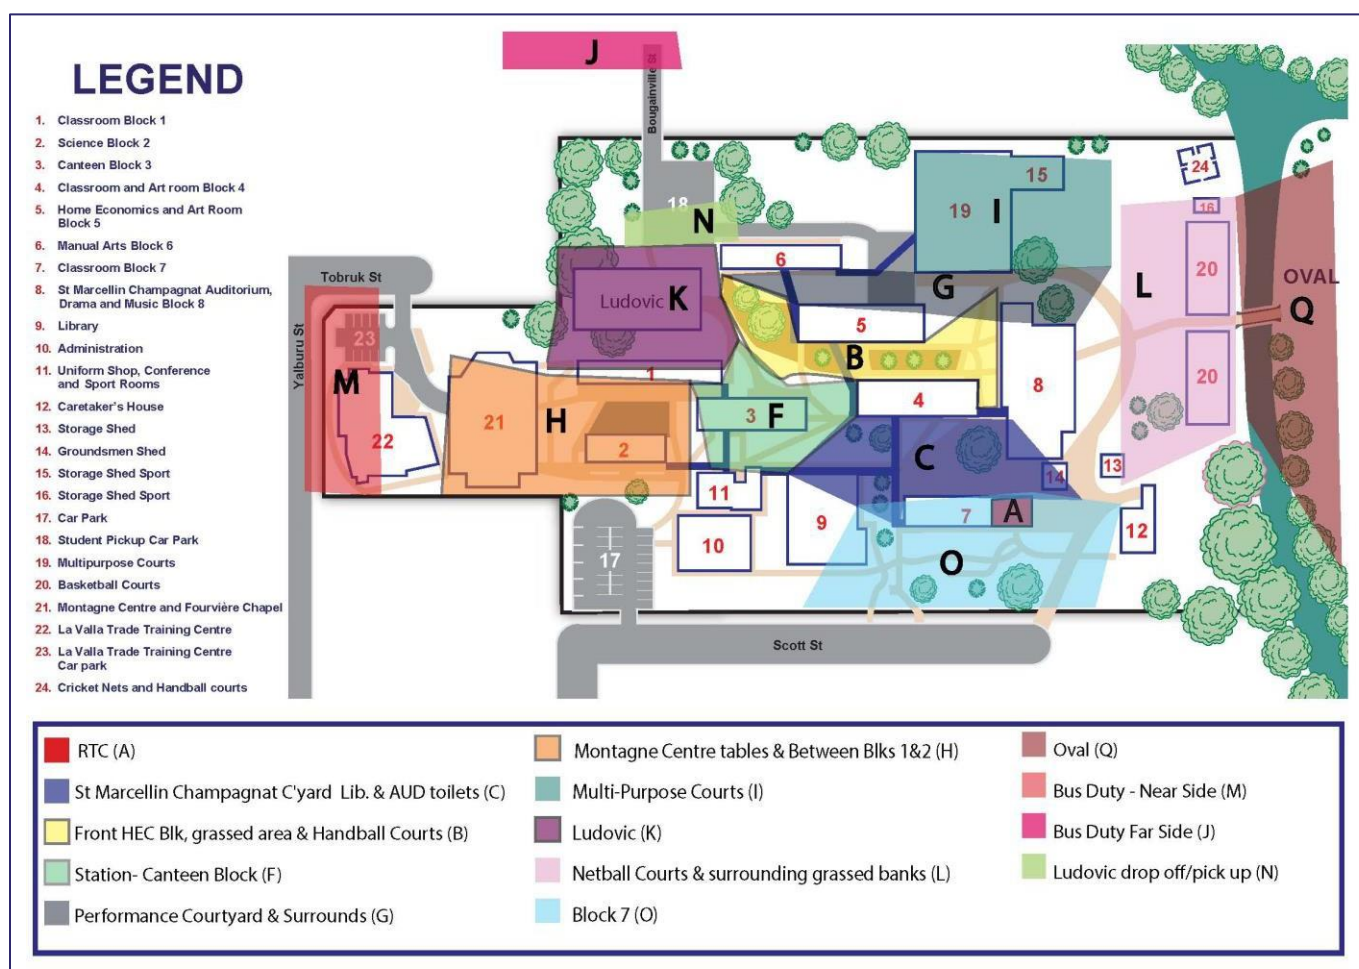 LEGEND
1. Classroom Block 1
2. Science Block 2
3. Canteen Block 3
4. Classroom and Art room Block 4
5. Home Economics and Art Room
Block 5
6. Manual Arts Block 6
7. Classroom Block 7
8. St Marcellin Champagnat Auditorium,
Drama and Music Block 8
9. Library
10. Administration
11. Uniform Shop, Conference
and Sport Rooms
12. Caretaker's House
13. Storage Shed
14. Groundsmen Shed
15. Storage Shed Sport
16. Storage Shed Sport
17. Car Park
18. Student Pickup Car Park
19. Multipurpose Courts
20. Basketball Courts
21. Montagne Centre and Fourvière Chapel
22. La Valla Trade Training Centre
23. La Valla Trade Training Centre
Car park
24. Cricket Nets and Handball courts
J
Bougainville St
24
15
16
18
N
19
I
6
20
Tobruk St
G
L
OVAL
Ludovic K
Q
5
23
Yalburu St
B
M
1
8
20
4
3
F
21
H
22
2
C
13
14
11
7
A
9
12
10
17
O
Scott St
RTC (A)
St Marcellin Champagnat C'yard Lib. & AUD toilets (C)
Front HEC Blk, grassed area & Handball Courts (B)
Station- Canteen Block (F)
Performance Courtyard & Surrounds (G)
Montagne Centre tables & Between Blks 1&2 (H)
Multi-Purpose Courts (I)
Ludovic (K)
Netball Courts & surrounding grassed banks (L)
Block 7 (O)
Oval (Q)
Bus Duty - Near Side (M)
Bus Duty Far Side (J)
Ludovic drop off/pick up (N)